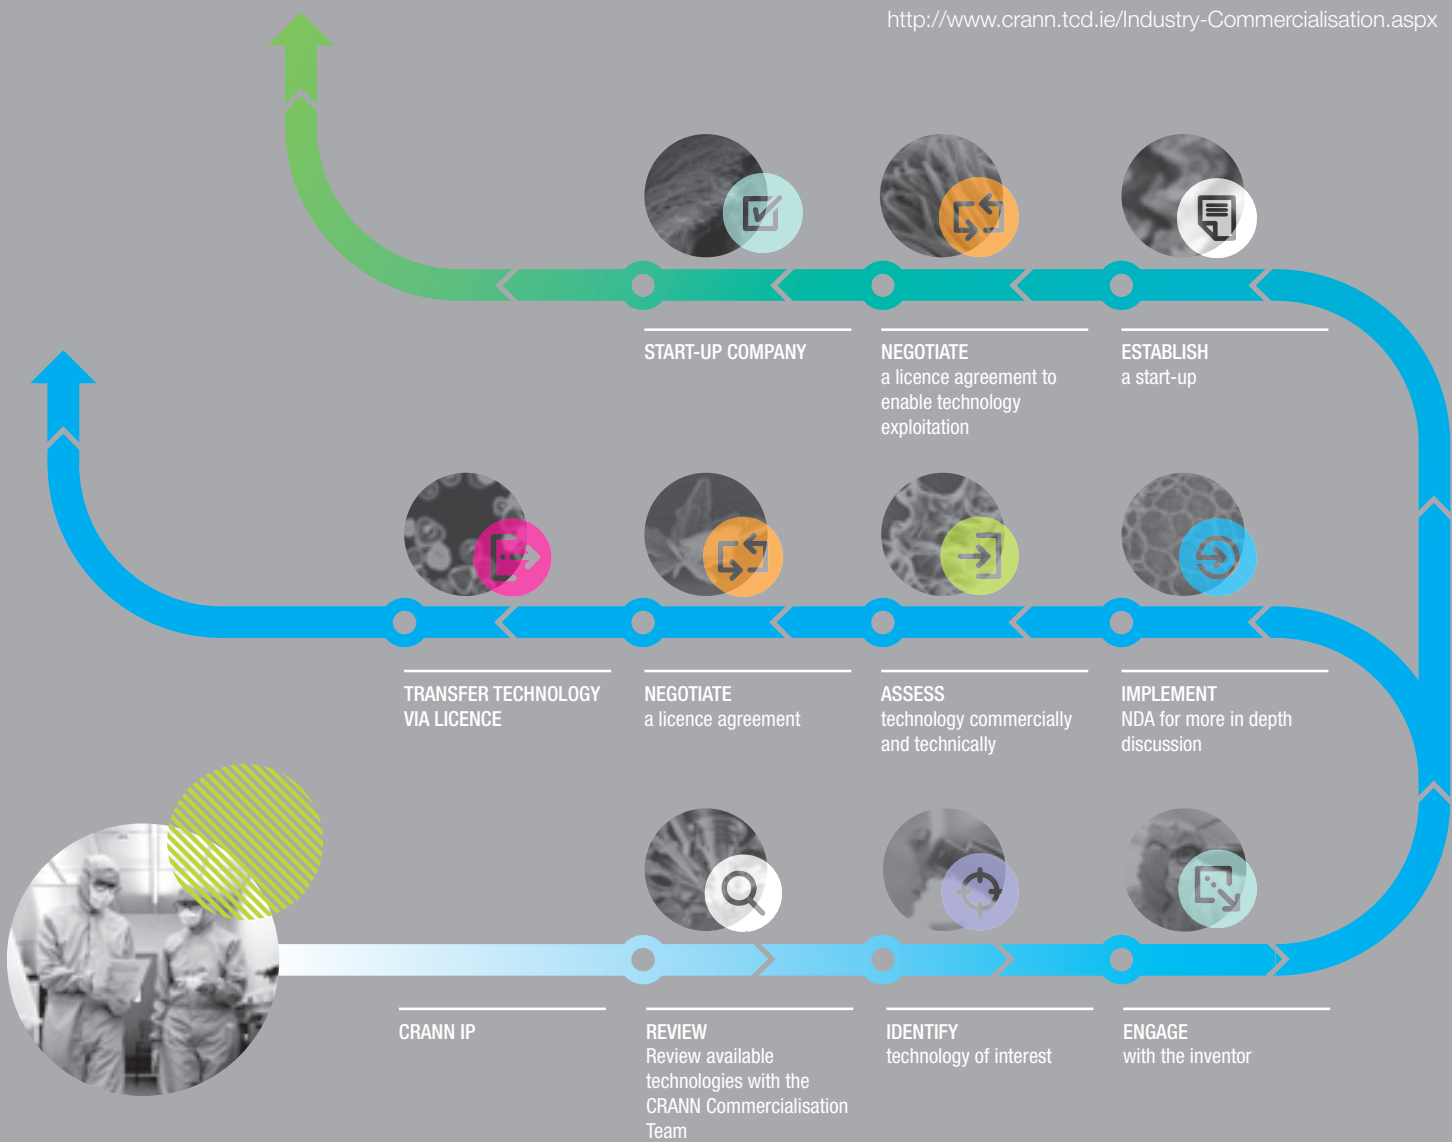 http://www.crann.tcd.ie/Industry-Commercialisation.aspx
START-UP COMPANY
NEGOTIATE
a licence agreement to
enable technology
exploitation
ESTABLISH
a start-up
TRANSFER TECHNOLOGY
VIA LICENCE
NEGOTIATE
a licence agreement
ASSESS
technology commercially
and technically
IMPLEMENT
NDA for more in depth
discussion
CRANN IP
REVIEW
Review available
technologies with the
CRANN Commercialisation
Team
IDENTIFY
technology of interest
ENGAGE
with the inventor